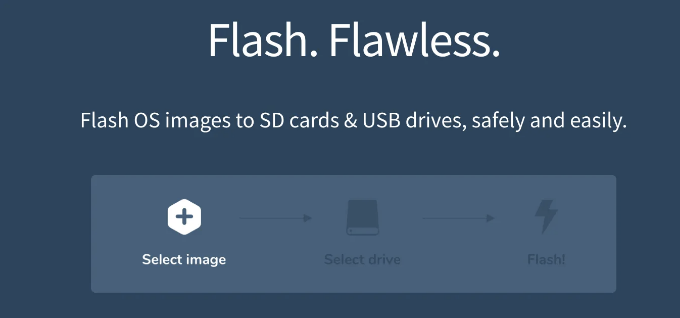 Flash. Flawless.
Flash OS images to SD cards & USB drives, safely and easily.
Select image
Select drive
Flash!